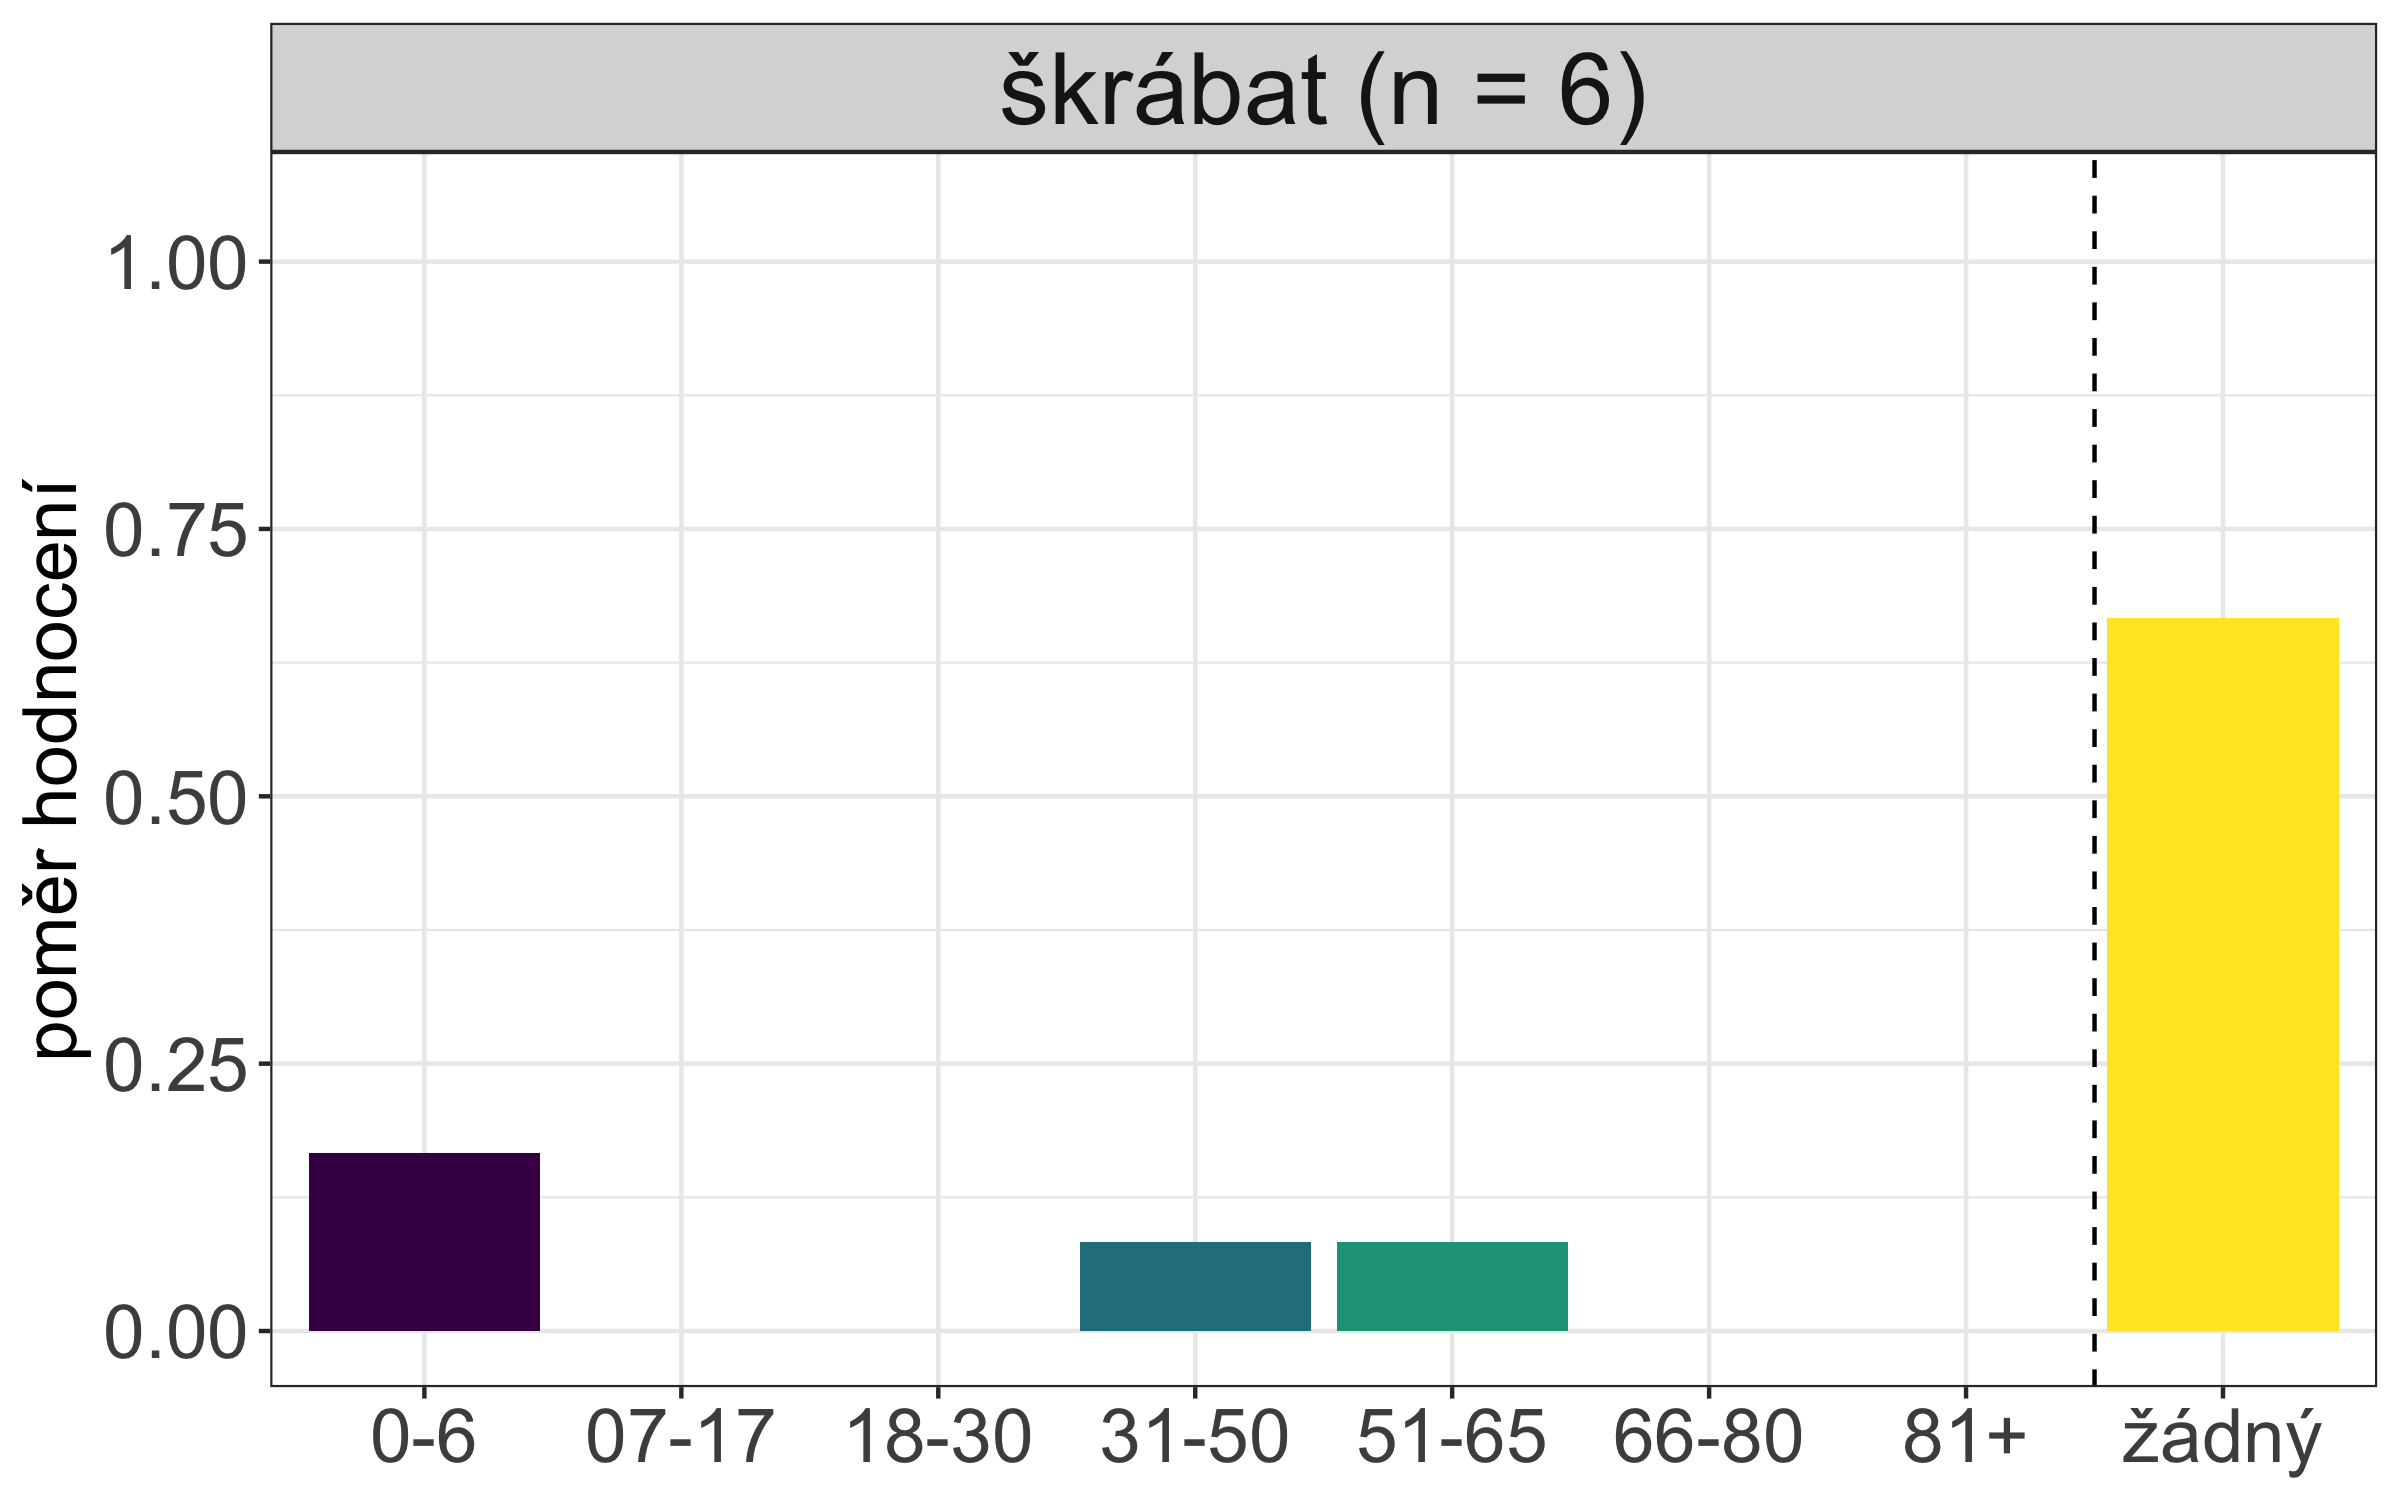 škrábat (n = 6)
poměr hodnocení
1.00
0.75
0.50
0.25
0.00
0-6 07-17 18-30 31-50 51-65 66-80 81+ žádný